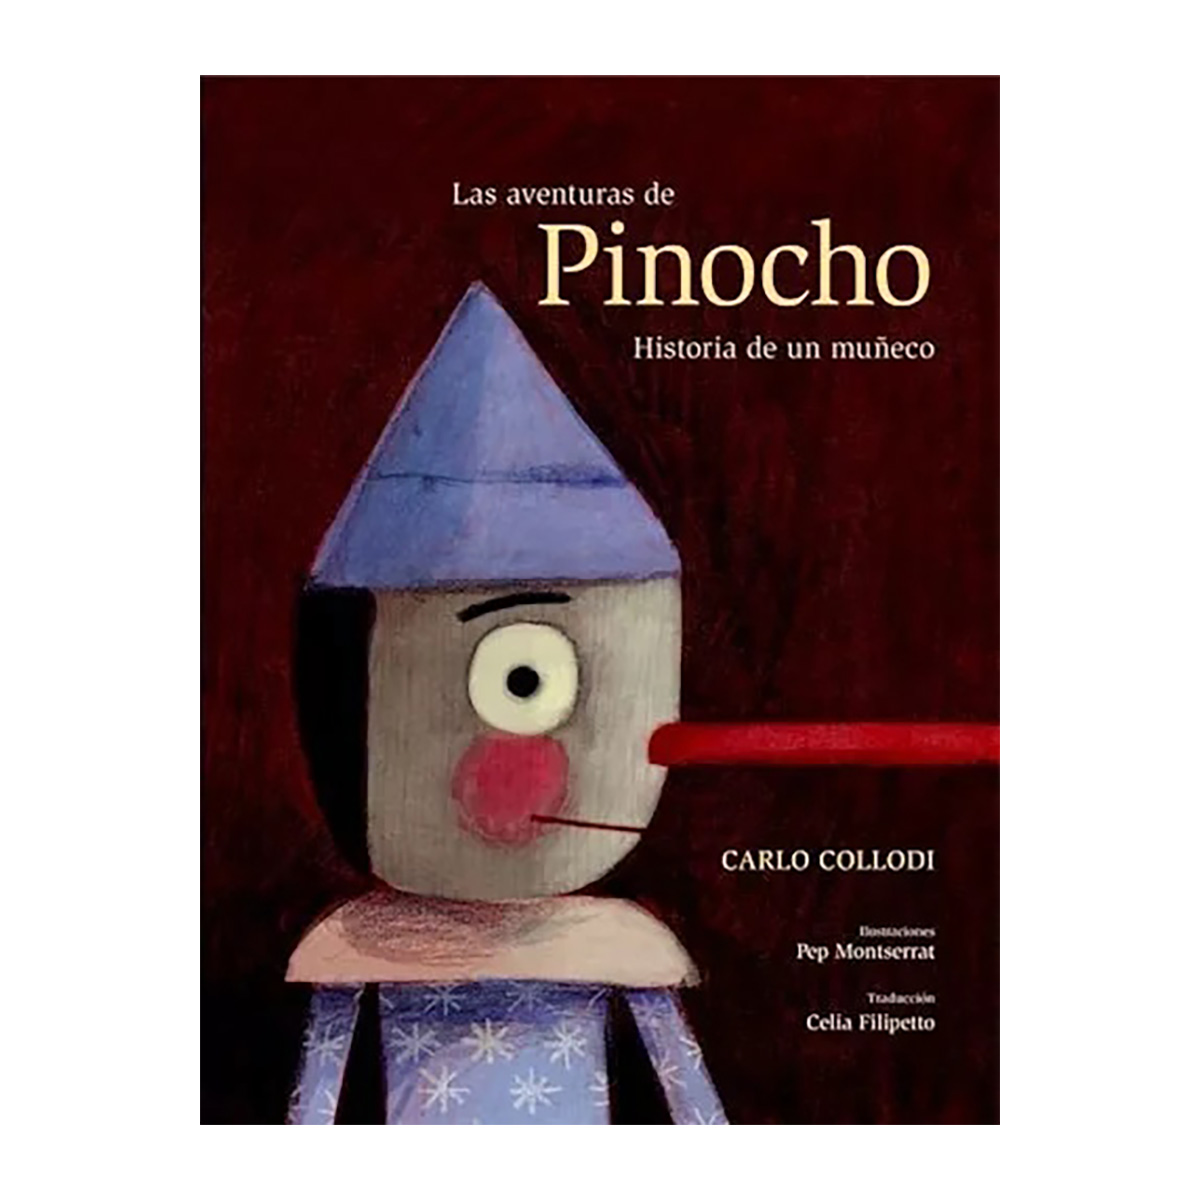 Las aventuras de
Pinocho
Historia de un muñeco
CARLO COLLODI
Ilustraciones
Pep Montserrat
Traducción
Celia Filipetto